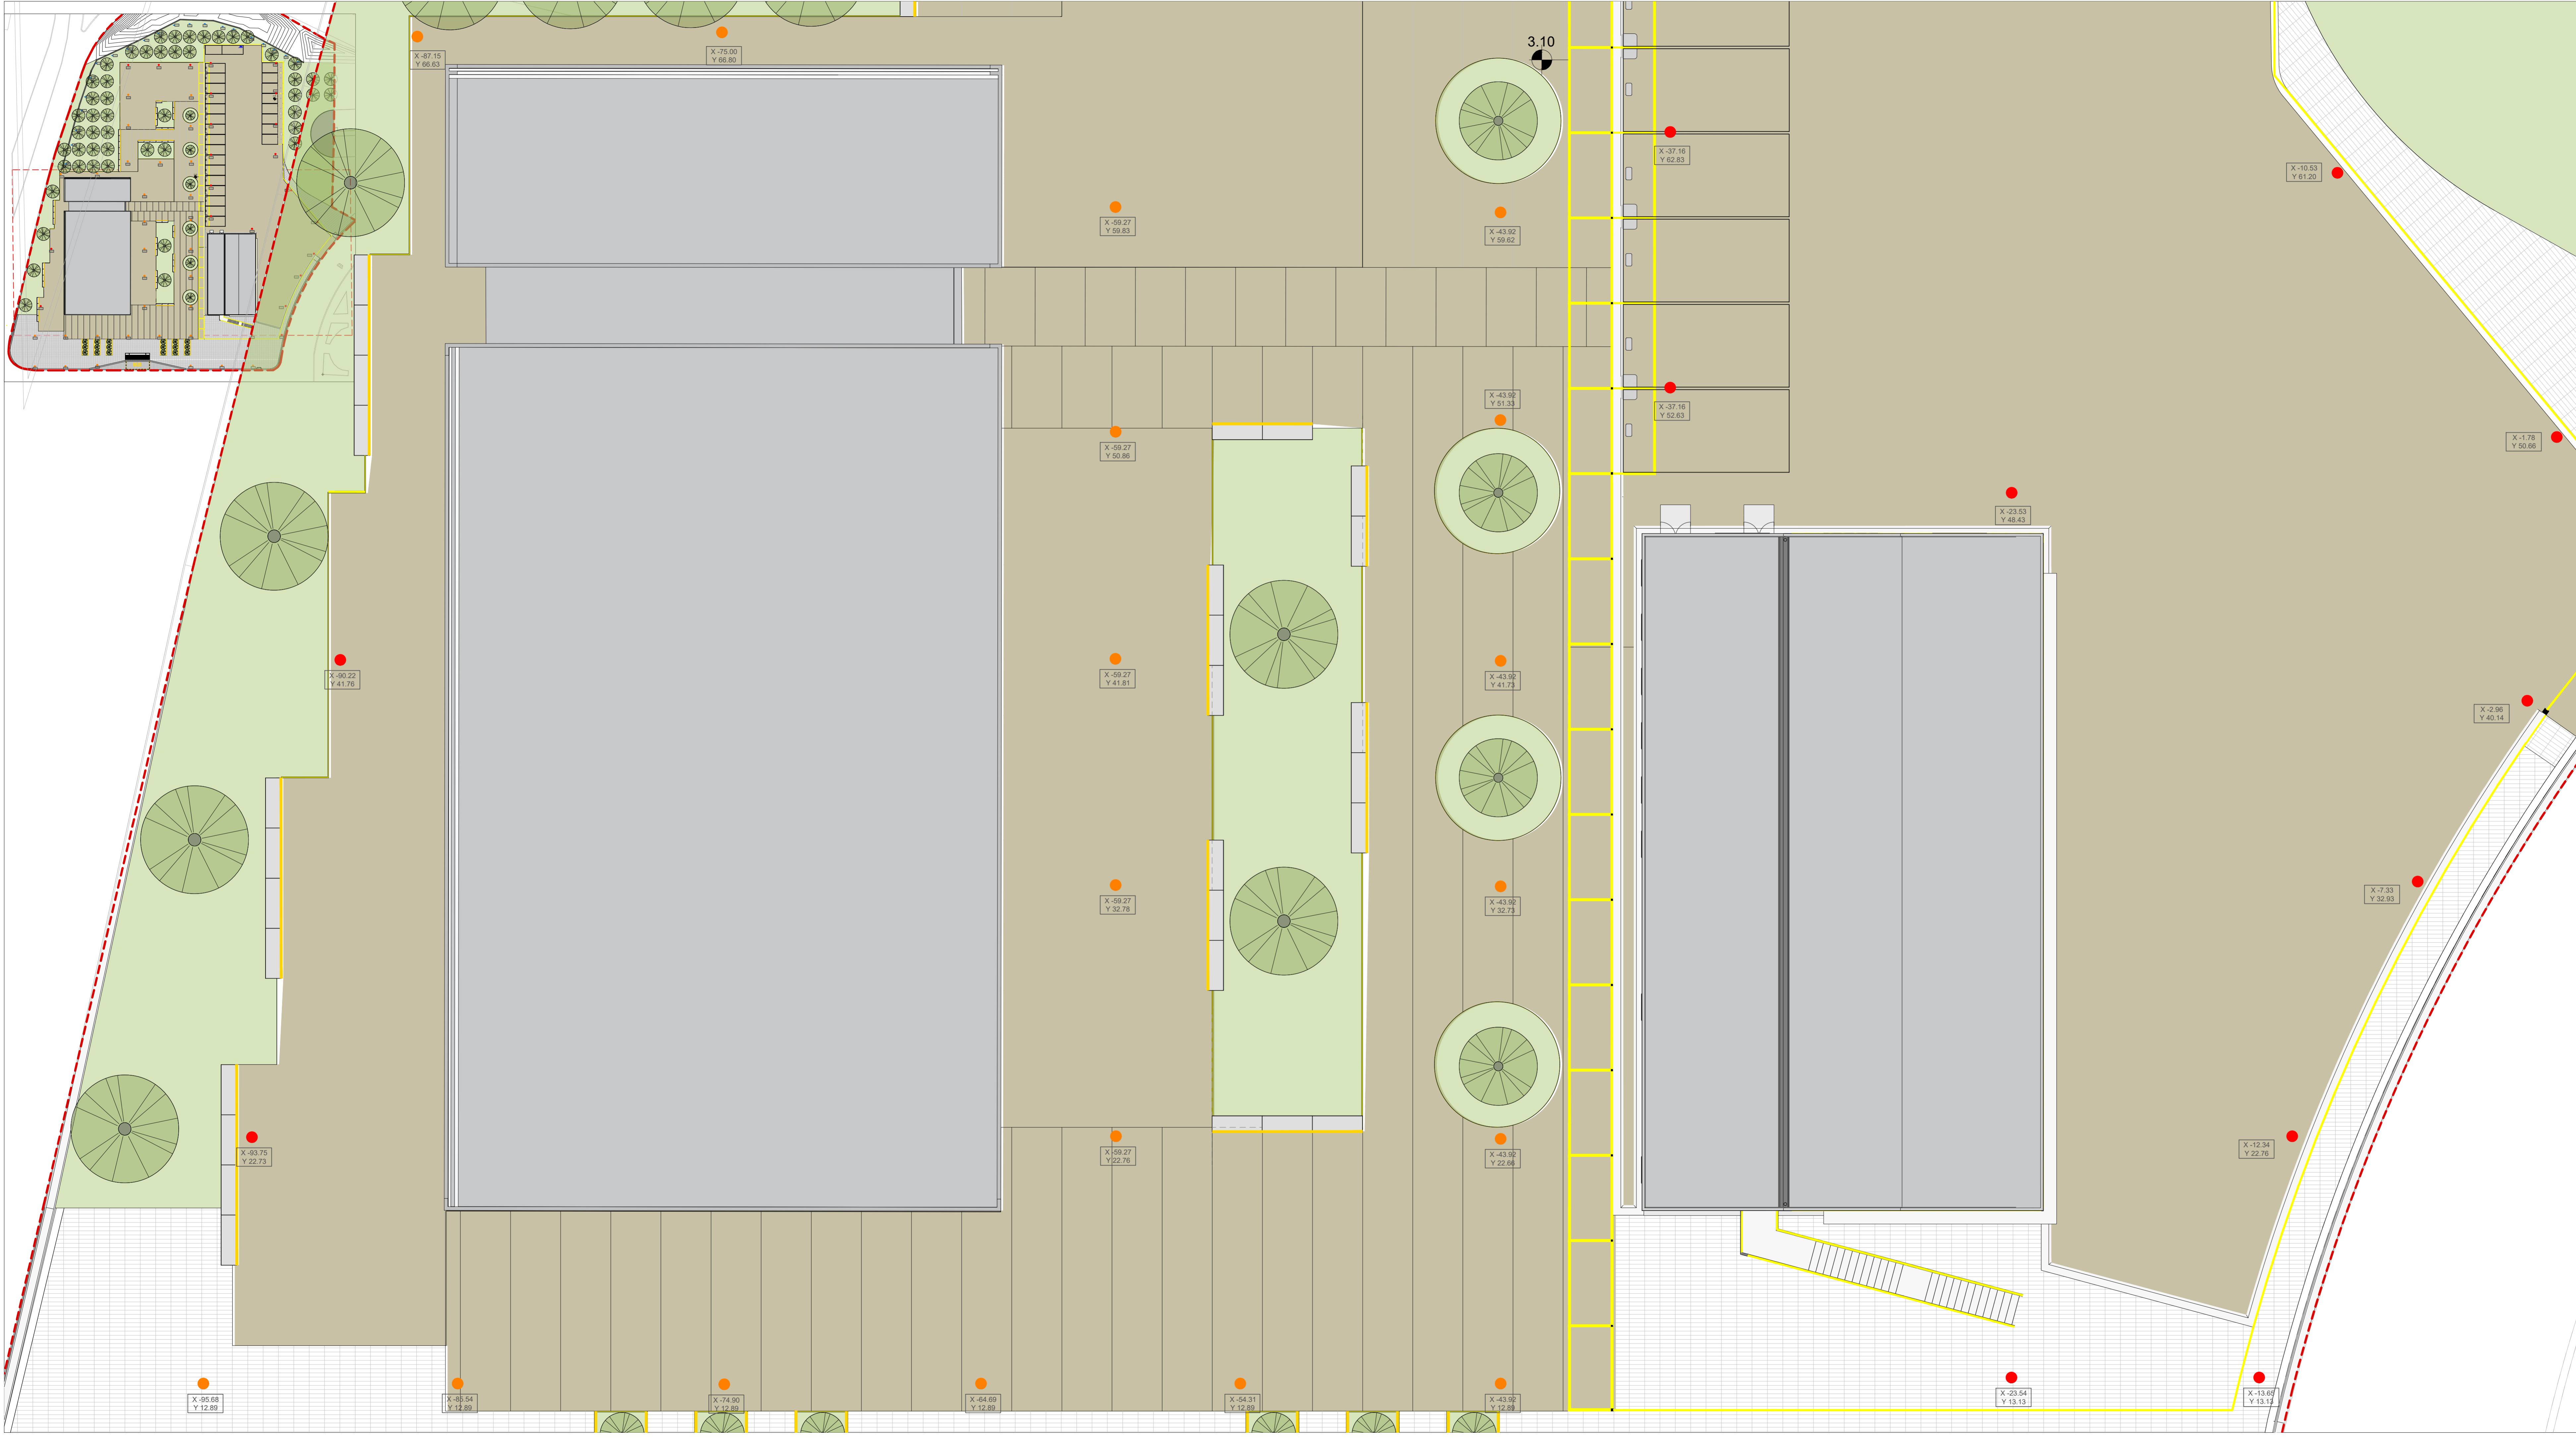 3.10
X -87.15
Y 66.63
X -75.00
Y 66.80
X -37.16
Y 62.83
X -10.53
Y 61.20
X -59.27
Y 59.83
X -43.92
Y 59.62
X -43.92
Y 51.33
X -37.16
Y 52.63
X -59.27
Y 50.86
X -1.78
Y 50.66
X -23.53
Y 48.43
X -90.22
Y 41.76
X -59.27
Y 41.81
X -43.92
Y 41.73
X -2.96
Y 40.14
X -59.27
Y 32.78
X -43.92
Y 32.73
X -7.33
Y 32.93
X -93.75
Y 22.73
X -59.27
Y 22.76
X -43.92
Y 22.66
X -12.34
Y 22.76
X -95.68
Y 12.89
Y 12.89
X -74.90
Y 12.89
X -64.69
Y 12.89
X -54.31
Y 12.89
X -43.92
Y 12.89
X -23.54
Y 13.13
X -13.65
Y 13.13